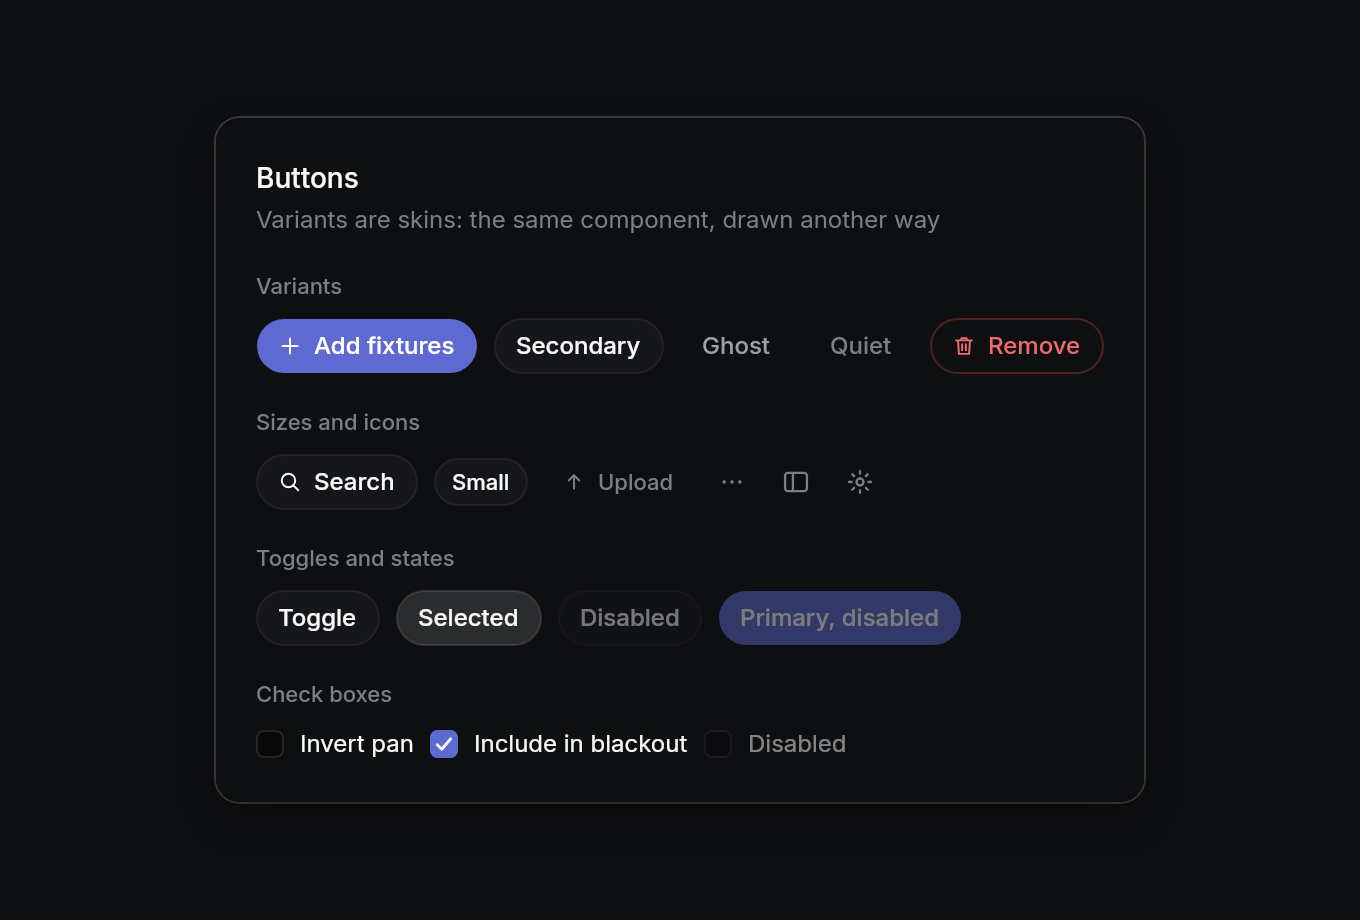 Buttons
Variants are skins: the same component, drawn another way
Variants
Add fixtures Secondary Ghost Quiet Remove
Sizes and icons
Search Small Upload
Toggles and states
Toggle Selected Disabled Primary, disabled
Check boxes
Invert pan Include in blackout Disabled